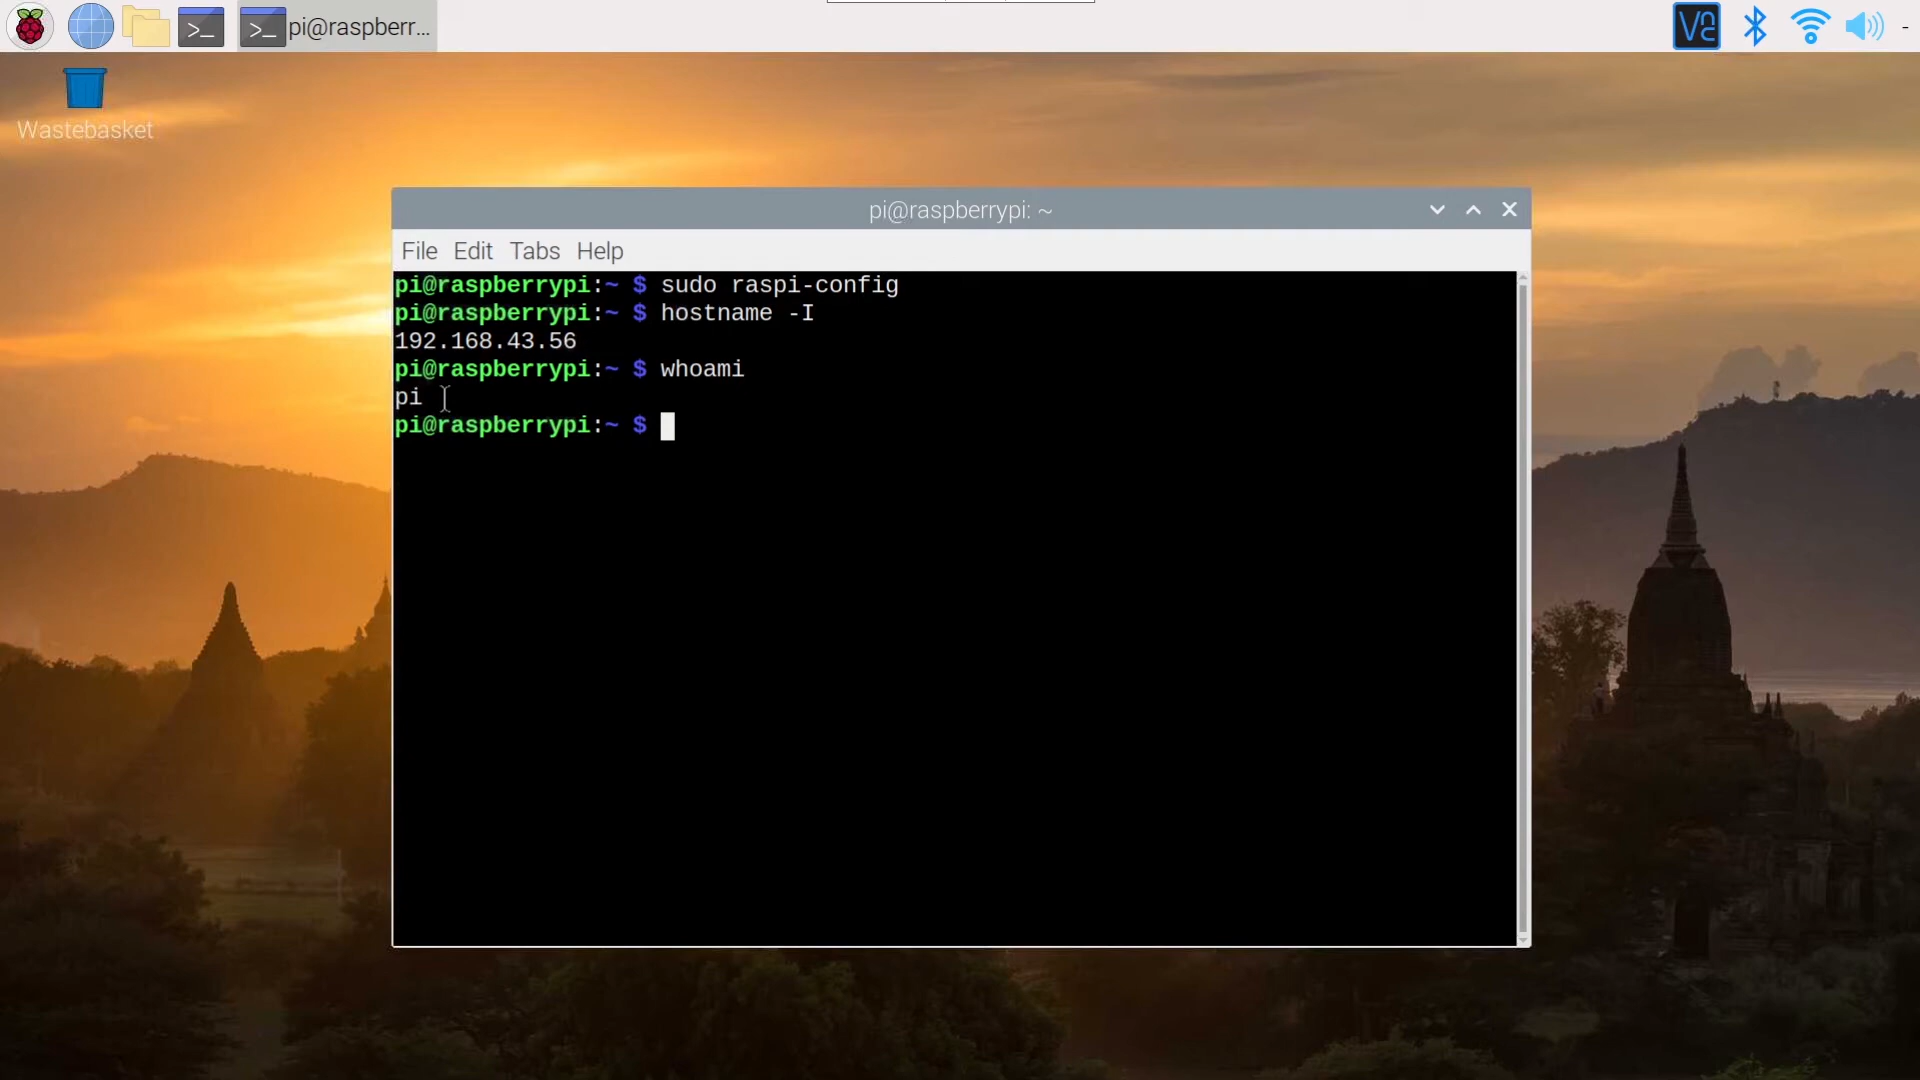 pi@raspberr...
Wastebasket
pi@raspberrypi: ~
File Edit Tabs Help
pi@raspberrypi:~ $ sudo raspi-config
pi@raspberrypi:~ $ hostname -I
192.168.43.56
pi@raspberrypi:~ $ whoami
pi
pi@raspberrypi:~ $